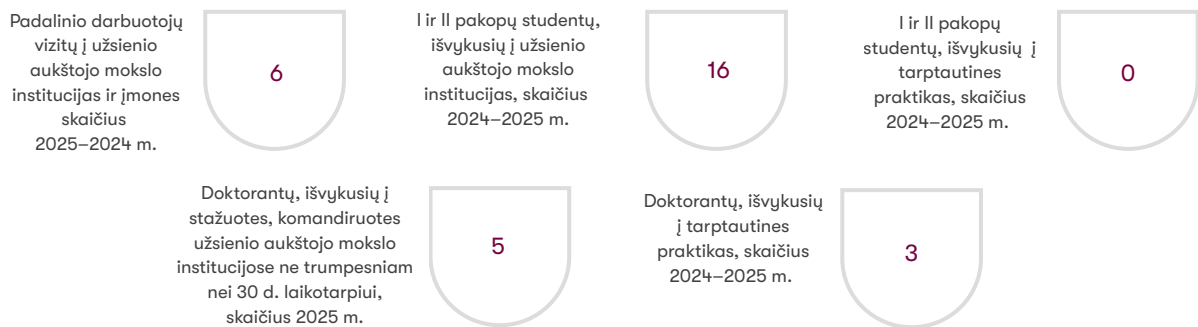 Padalinio darbuotojų
vizitų į užsienio
aukštojo mokslo
institucijas ir įmones
skaičius
2025–2024 m.
6
I ir II pakopų studentų,
išvykusių į užsienio
aukštojo mokslo
institucijas, skaičius
2024–2025 m.
16
I ir II pakopų
studentų, išvykusių į
tarptautines
praktikas, skaičius
2024–2025 m.
0
Doktorantų, išvykusių į
stažuotes, komandiruotes
užsienio aukštojo mokslo
institucijose ne trumpesniam
nei 30 d. laikotarpiui,
skaičius 2025 m.
5
Doktorantų, išvykusių
į tarptautines
praktikas, skaičius
2024–2025 m.
3